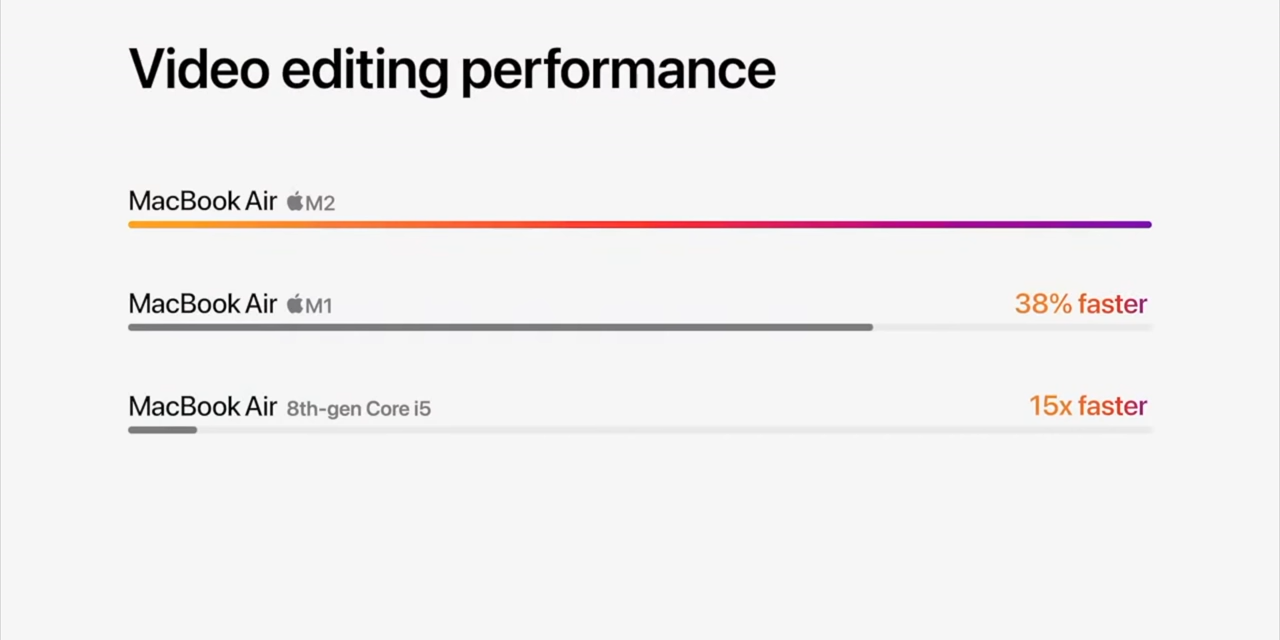 Video editing performance
MacBook Air M2
MacBook Air M1 38% faster
MacBook Air 8th-gen Core i5 15x faster